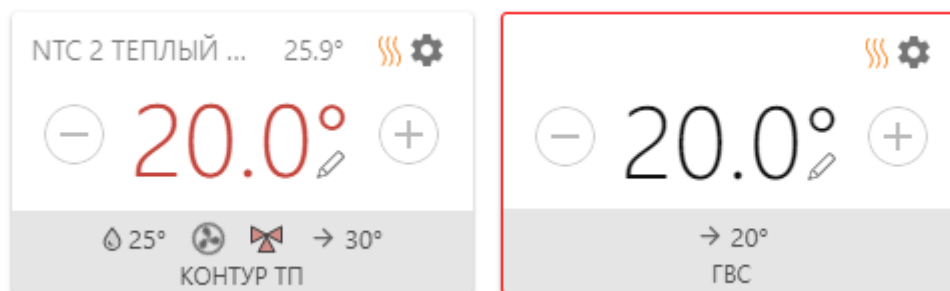 NTC 2 ТЕПЛЫЙ ... 25.9°
20.0°
25° → 30°
КОНТУР ТП
20.0°
→ 20°
ГВС